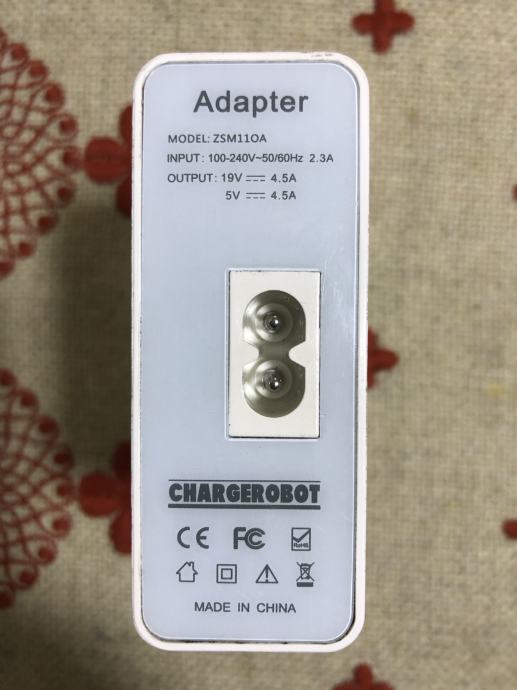 Adapter
MODEL: ZSM110A
INPUT: 100-240V~50/60Hz 2.3A
OUTPUT: 19V ⎓ 4.5A
5V ⎓ 4.5A
CHARGEROBOT
CE FC RoHS
MADE IN CHINA